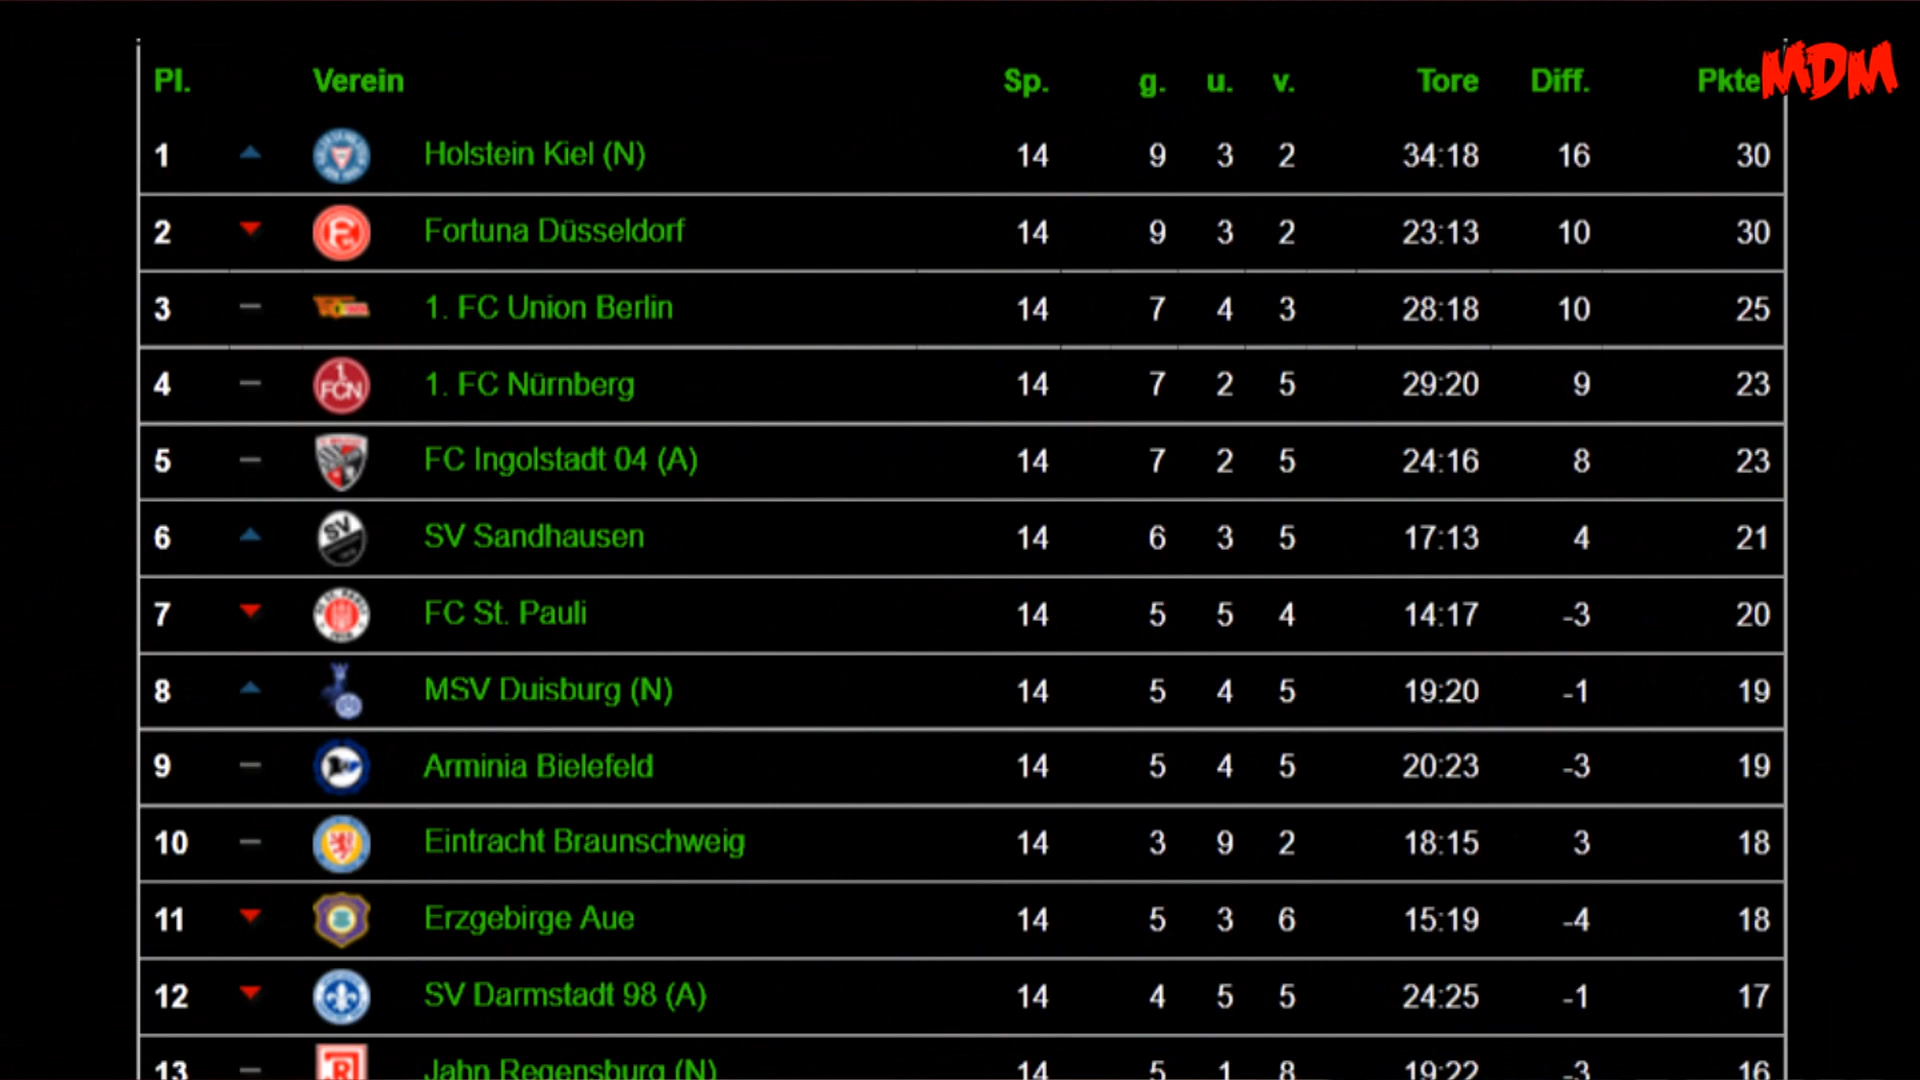 Pl. Verein Sp. g. u. v. Tore Diff. Pkte
MDM
1 Holstein Kiel (N) 14 9 3 2 34:18 16 30
2 Fortuna Düsseldorf 14 9 3 2 23:13 10 30
3 1. FC Union Berlin 14 7 4 3 28:18 10 25
4 1. FC Nürnberg 14 7 2 5 29:20 9 23
5 FC Ingolstadt 04 (A) 14 7 2 5 24:16 8 23
6 SV Sandhausen 14 6 3 5 17:13 4 21
7 FC St. Pauli 14 5 5 4 14:17 -3 20
8 MSV Duisburg (N) 14 5 4 5 19:20 -1 19
9 Arminia Bielefeld 14 5 4 5 20:23 -3 19
10 Eintracht Braunschweig 14 3 9 2 18:15 3 18
11 Erzgebirge Aue 14 5 3 6 15:19 -4 18
12 SV Darmstadt 98 (A) 14 4 5 5 24:25 -1 17
13 Jahn Regensburg (N) 14 5 1 8 19:22 -3 16